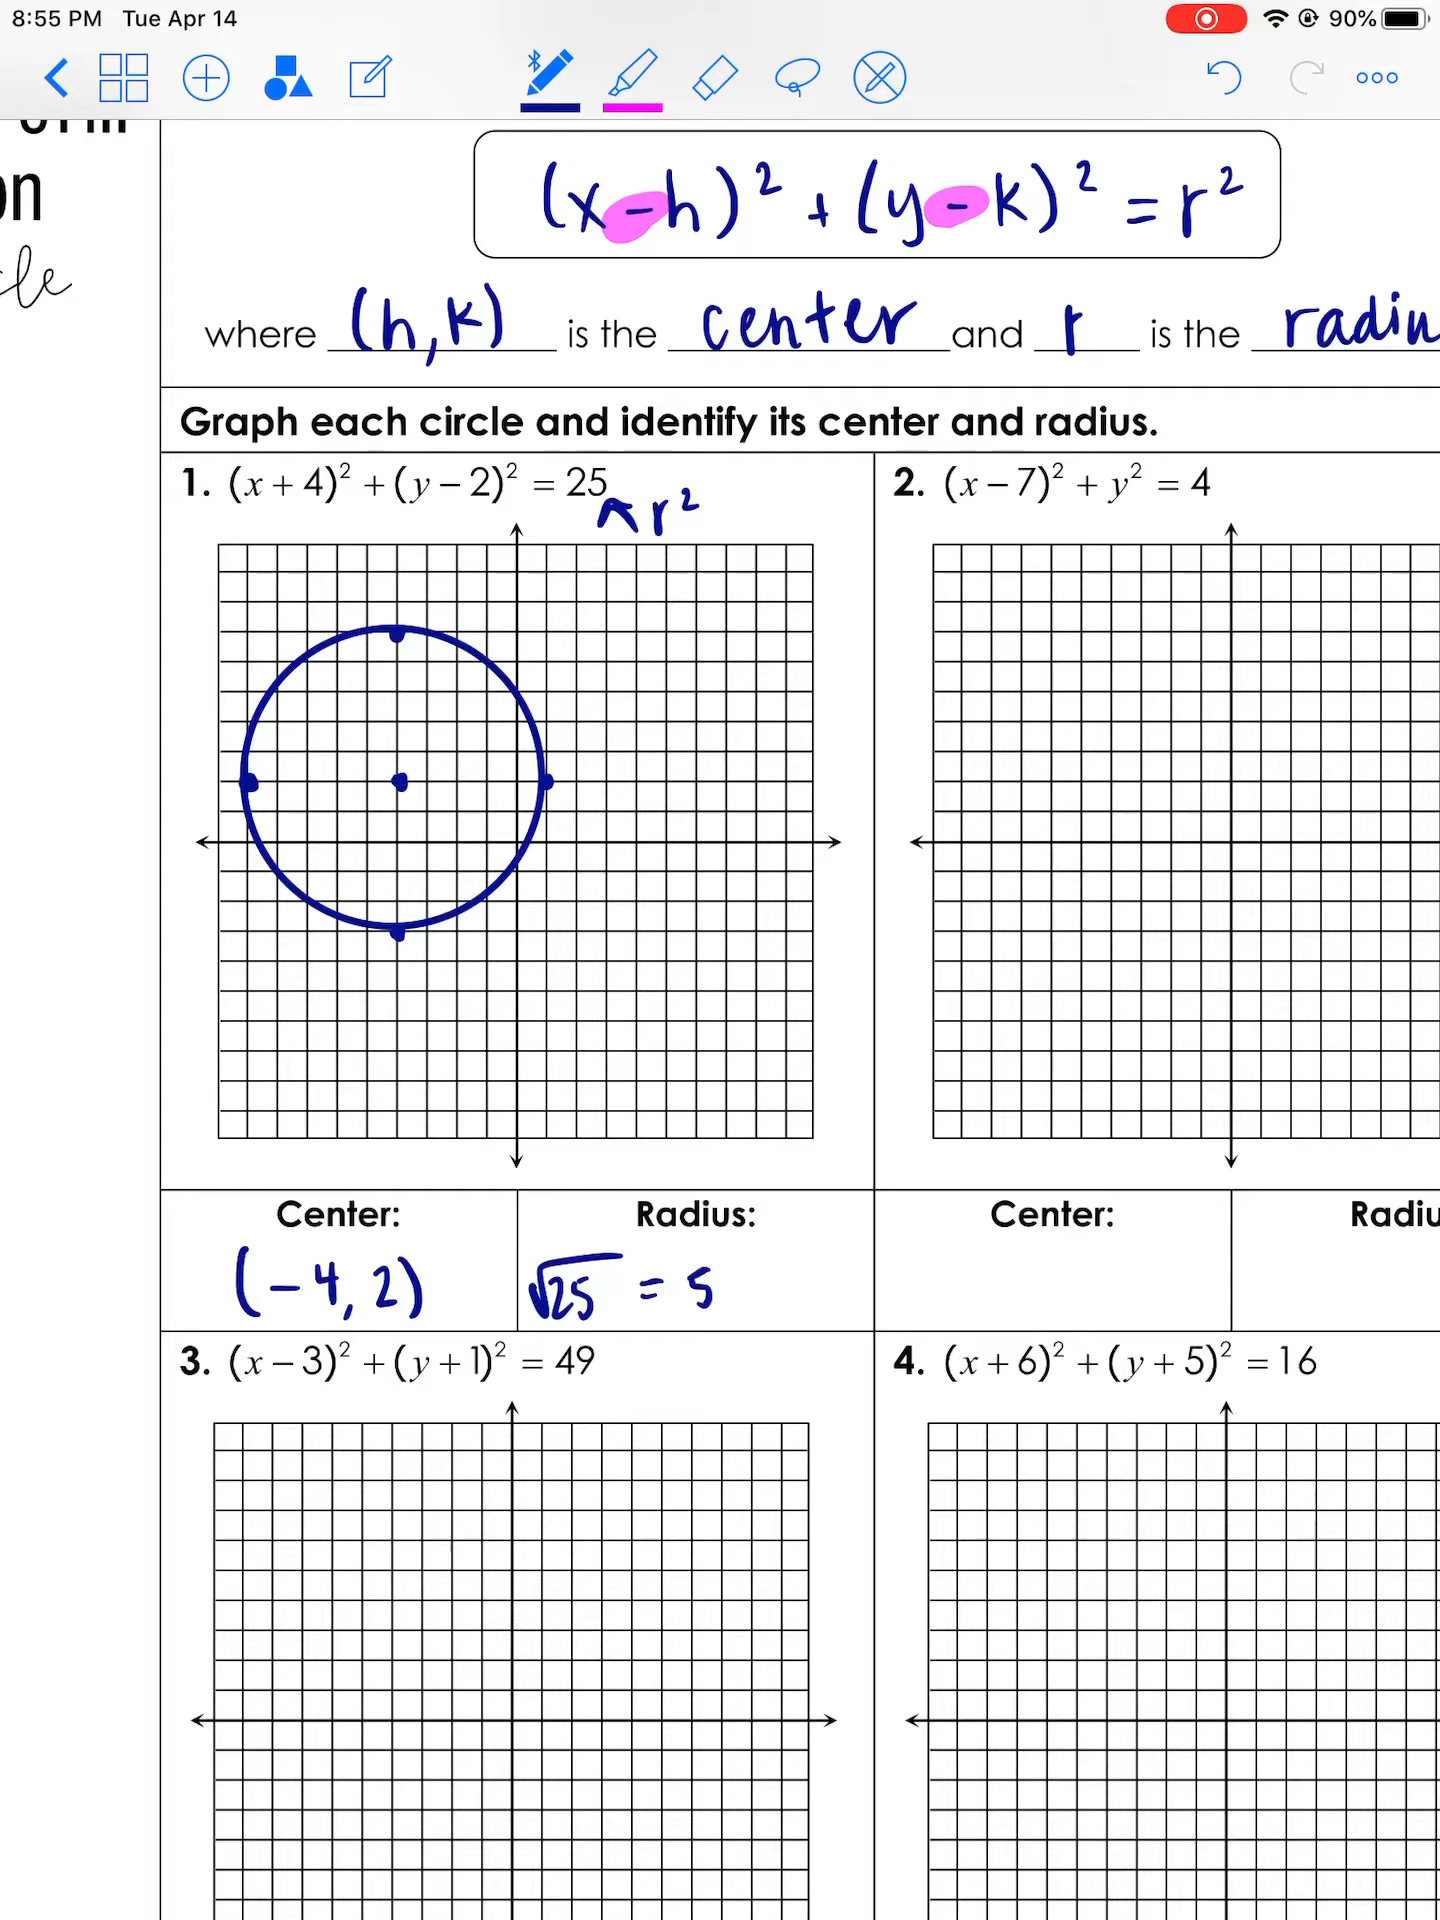 8:55 PM Tue Apr 14 90%
on
cle
(x-h)² + (y-k)² = r²
where (h,k) is the center and r is the radiu
Graph each circle and identify its center and radius.
1. (x + 4)² + (y − 2)² = 25
r²
2. (x − 7)² + y² = 4
Center: Radius: Center: Radiu
(-4, 2) √25 = 5
3. (x − 3)² + (y + 1)² = 49
4. (x + 6)² + (y + 5)² = 16